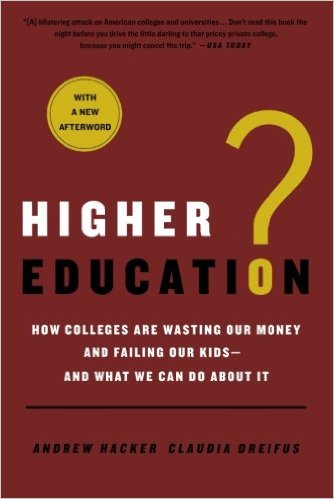 "[A] blistering attack on American colleges and universities... Don't read this book the
night before you drive the little darling to that pricey private college,
because you might cancel the trip." —USA TODAY
WITH
A NEW
AFTERWORD
HIGHER ?
EDUCATION
HOW COLLEGES ARE WASTING OUR MONEY
AND FAILING OUR KIDS—
AND WHAT WE CAN DO ABOUT IT
ANDREW HACKER CLAUDIA DREIFUS